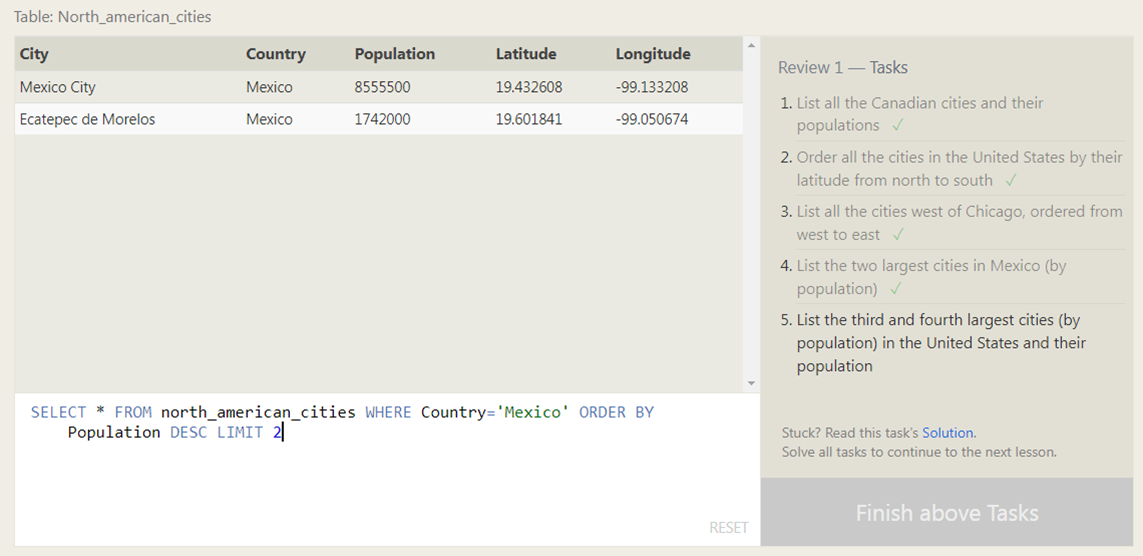 Table: North_american_cities
City Country Population Latitude Longitude
Mexico City Mexico 8555500 19.432608 -99.133208
Ecatepec de Morelos Mexico 1742000 19.601841 -99.050674
SELECT * FROM north_american_cities WHERE Country='Mexico' ORDER BY
Population DESC LIMIT 2
RESET
Review 1 — Tasks
1. List all the Canadian cities and their
populations ✓
2. Order all the cities in the United States by their
latitude from north to south ✓
3. List all the cities west of Chicago, ordered from
west to east ✓
4. List the two largest cities in Mexico (by
population) ✓
5. List the third and fourth largest cities (by
population) in the United States and their
population
Stuck? Read this task's Solution.
Solve all tasks to continue to the next lesson.
Finish above Tasks